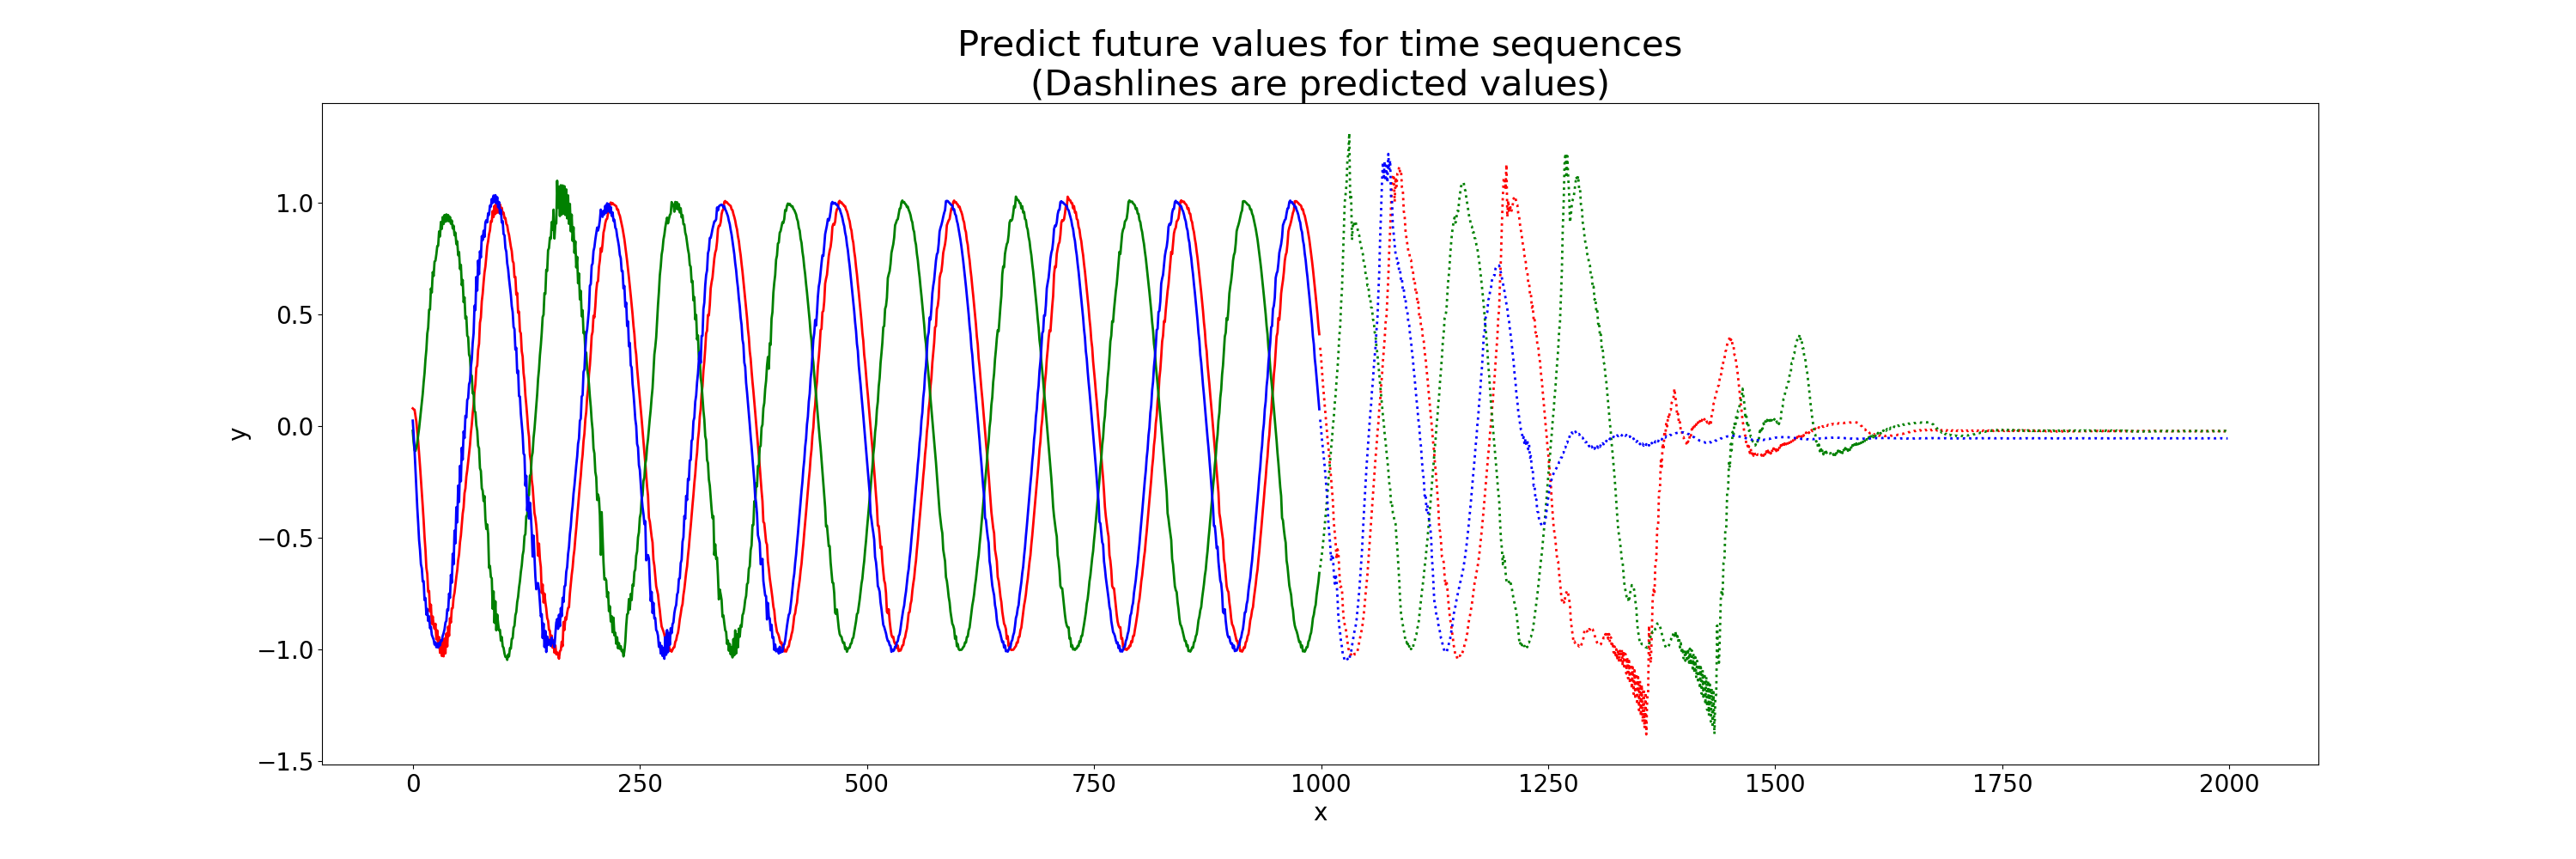 Predict future values for time sequences
(Dashlines are predicted values)
1.0
0.5
0.0
−0.5
−1.0
−1.5
y
0 250 500 750 1000 1250 1500 1750 2000
x